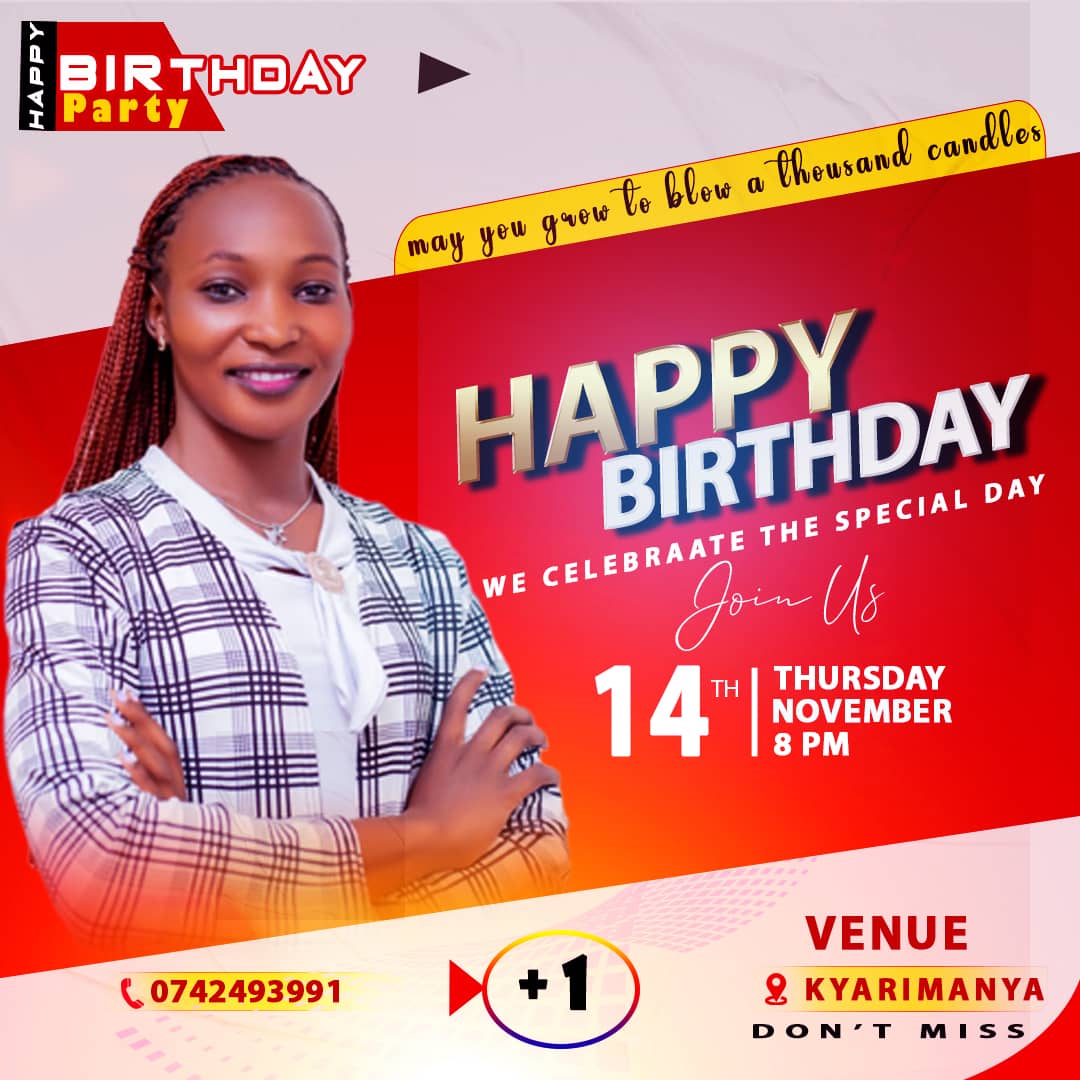 HAPPY
BIRTHDAY
Party
may you grow to blow a thousand candles
HAPPY
BIRTHDAY
WE CELEBRAATE THE SPECIAL DAY
Join Us
14TH
THURSDAY
NOVEMBER
8 PM
VENUE
KYARIMANYA
DON'T MISS
0742493991
+1